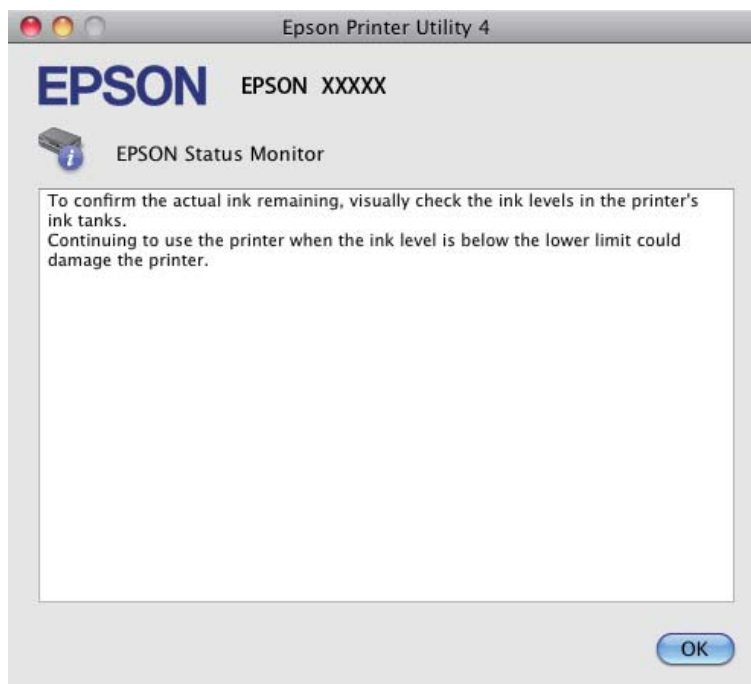 Epson Printer Utility 4
EPSON EPSON XXXXX
EPSON Status Monitor
To confirm the actual ink remaining, visually check the ink levels in the printer's
ink tanks.
Continuing to use the printer when the ink level is below the lower limit could
damage the printer.
OK